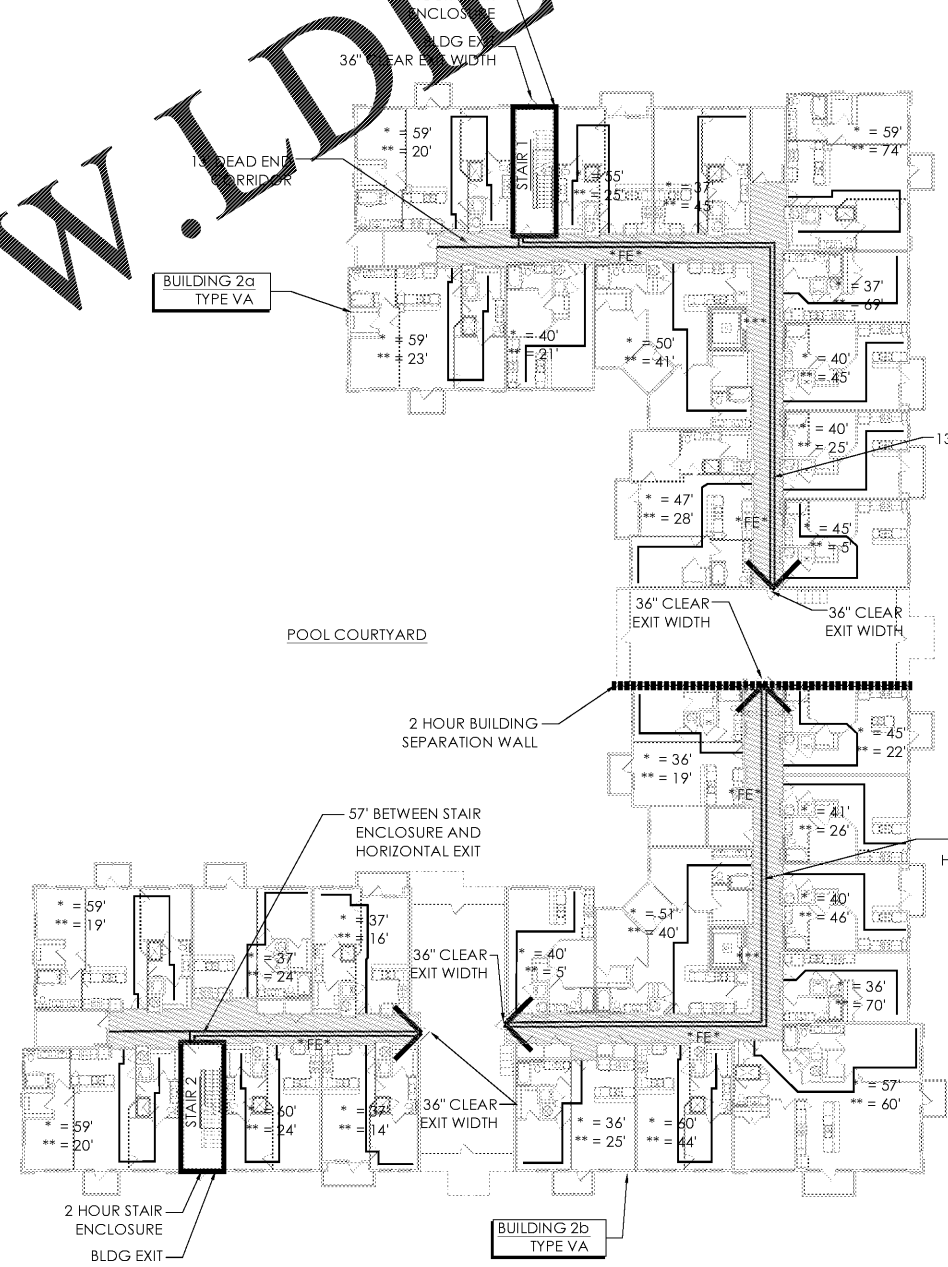 W.LDI
ENCLOSURE
BLDG EXIT
36" CLEAR EXIT WIDTH
* = 59'
** = 20'
STAIR 1
* = 55'
** = 25'
* = 37'
** = 45'
* = 59'
** = 74'
13' DEAD END
CORRIDOR
*FE*
BUILDING 2a
TYPE VA
* = 37'
** = 69'
***
* = 59'
** = 23'
* = 40'
** = 21'
* = 50'
** = 41'
* = 40'
** = 45'
* = 40'
** = 25'
13
* = 47'
** = 28'
*FE*
* = 45'
** = 5'
36" CLEAR
EXIT WIDTH
36" CLEAR
EXIT WIDTH
POOL COURTYARD
2 HOUR BUILDING
SEPARATION WALL
* = 45'
** = 22'
* = 36'
** = 19'
*FE*
57' BETWEEN STAIR
ENCLOSURE AND
HORIZONTAL EXIT
* = 41'
** = 26'
H
* = 59'
** = 19'
* = 37'
** = 24'
* = 37'
** = 16'
36" CLEAR
EXIT WIDTH
* = 40'
** = 5'
* = 51'
** = 40'
***
* = 40'
** = 46'
* = 36'
** = 70'
*FE*
*FE*
* = 59'
** = 20'
STAIR 2
* = 60'
** = 24'
* = 37'
** = 14'
36" CLEAR
EXIT WIDTH
* = 36'
** = 25'
* = 60'
** = 44'
* = 57'
** = 60'
2 HOUR STAIR
ENCLOSURE
BLDG EXIT
BUILDING 2b
TYPE VA